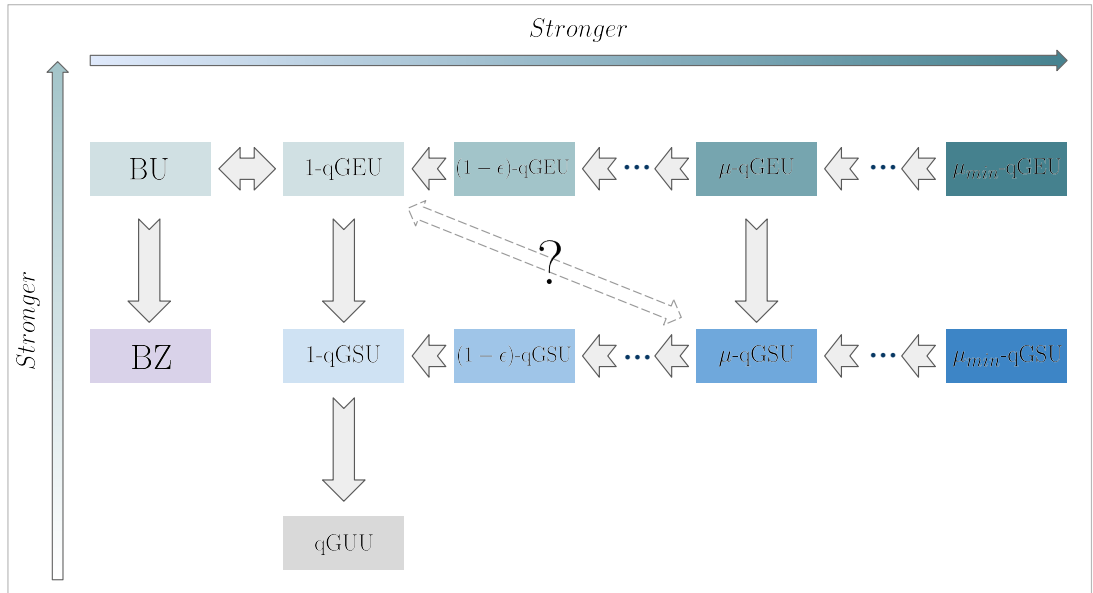 Stronger
BU 1-qGEU (1 − ϵ)-qGEU ••• μ-qGEU ••• μ_min-qGEU
?
Stronger
BZ 1-qGSU (1 − ϵ)-qGSU ••• μ-qGSU ••• μ_min-qGSU
qGUU